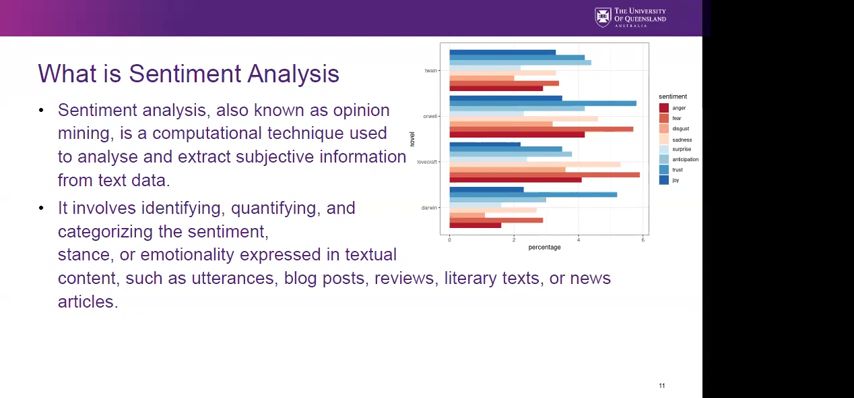 THE UNIVERSITY
OF QUEENSLAND
AUSTRALIA
What is Sentiment Analysis
• Sentiment analysis, also known as opinion
mining, is a computational technique used
to analyse and extract subjective information
from text data.
• It involves identifying, quantifying, and
categorizing the sentiment,
stance, or emotionality expressed in textual
content, such as utterances, blog posts, reviews, literary texts, or news
articles.
novel
twain
orwell
lovecraft
darwin
0 2 4 6
percentage
sentiment
anger
fear
disgust
sadness
surprise
anticipation
trust
joy
11